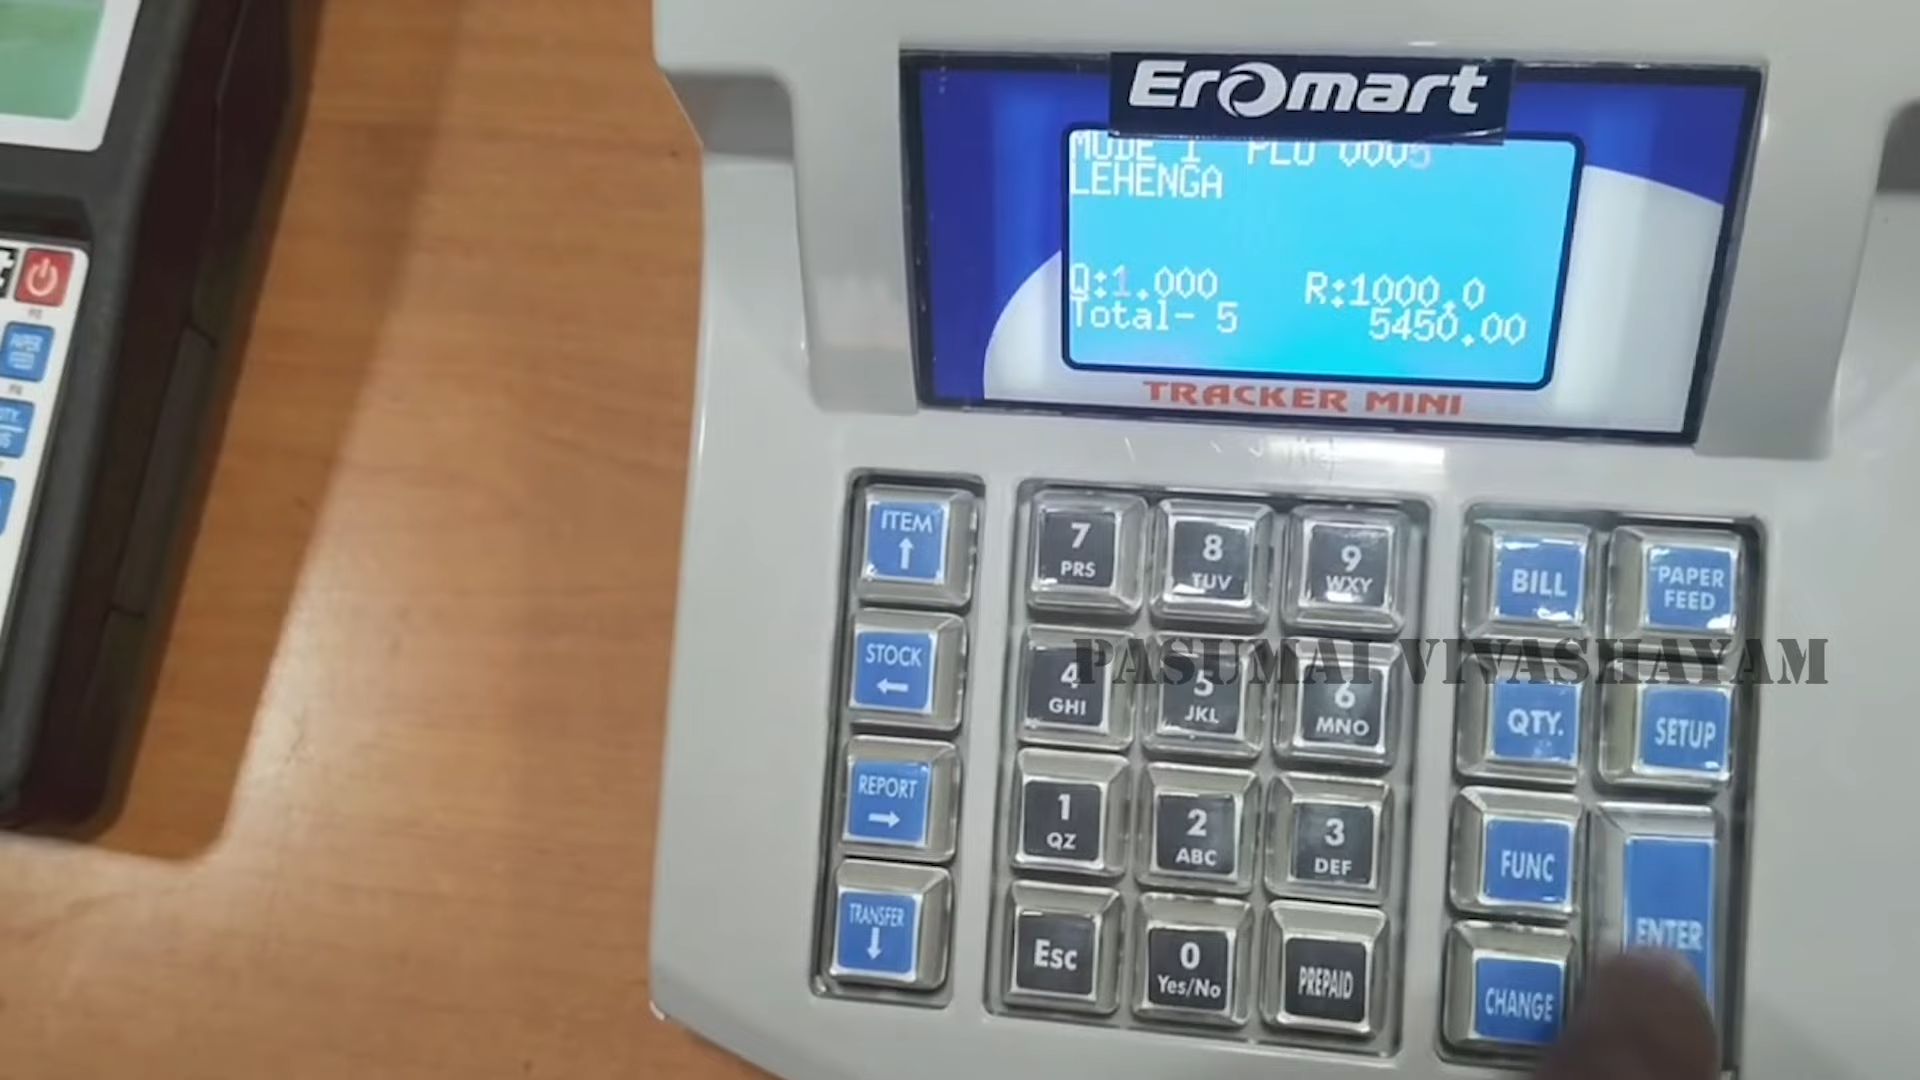 ErOmart
MODE 1 PLU 0005
LEHENGA
Q:1.000 R:1000.0
Total- 5 5450.00
TRACKER MINI
ITEM
↑
7
PRS
8
TUV
9
WXY
BILL
PAPER
FEED
STOCK
←
4
GHI
5
JKL
6
MNO
QTY.
SETUP
REPORT
→
1
QZ
2
ABC
3
DEF
FUNC
ENTER
TRANSFER
↓
Esc
0
Yes/No
PREPAID
CHANGE
PASUMAI VIVASHAYAM
PAPER